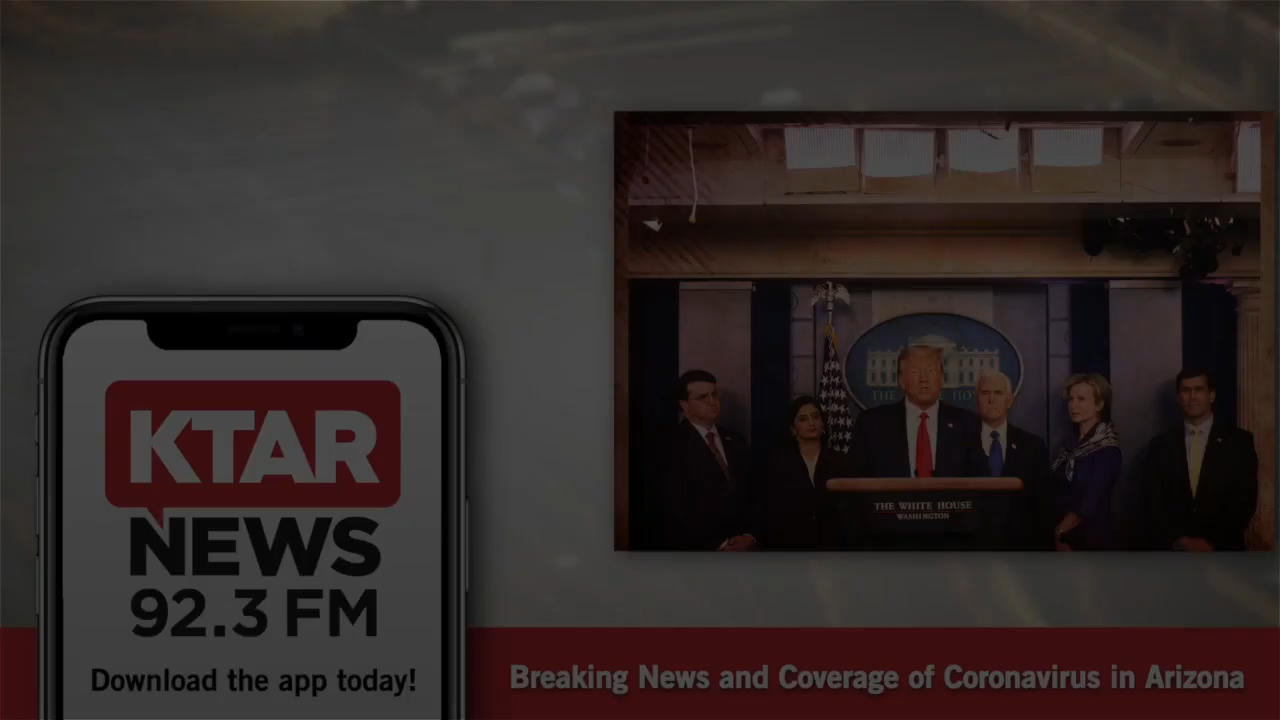 KTAR
NEWS
92.3 FM
Download the app today!
THE WHITE HOUSE
WASHINGTON
Breaking News and Coverage of Coronavirus in Arizona